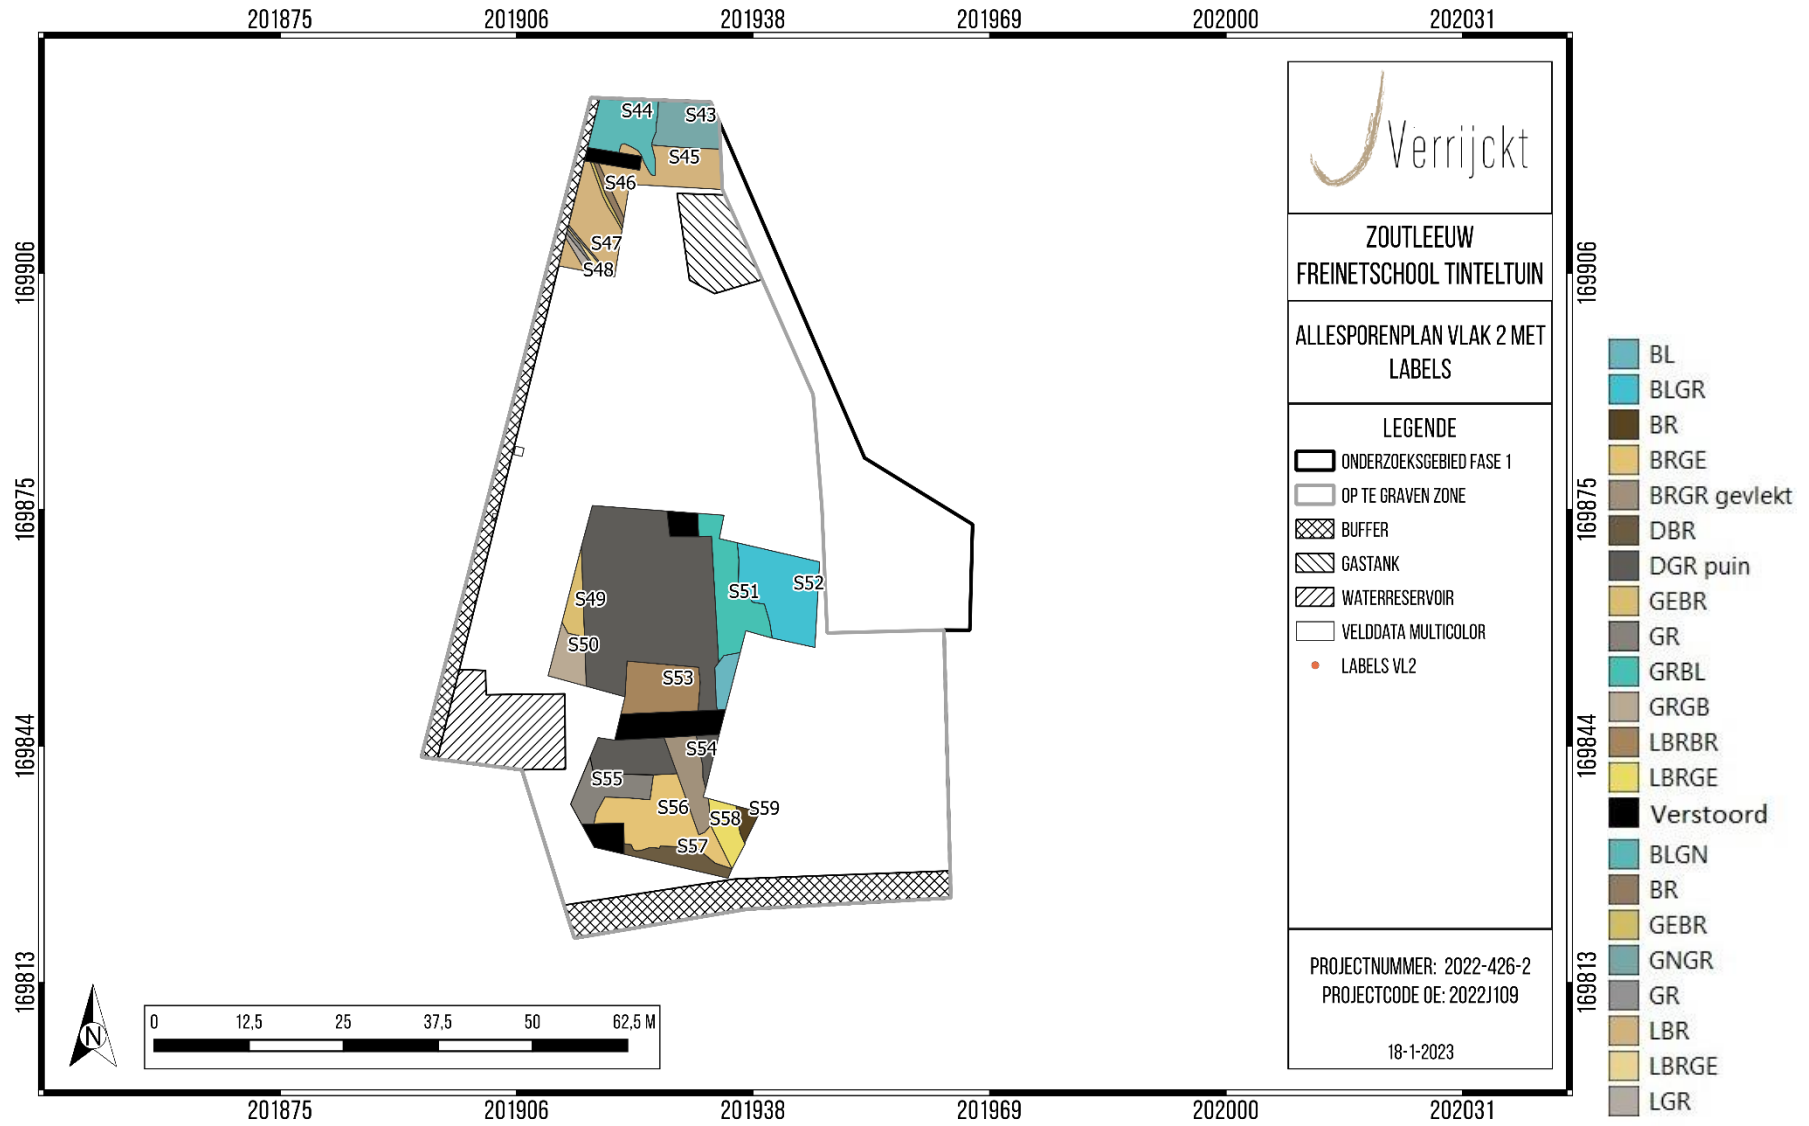 201875 201906 201938 201969 202000 202031
169906
169875
169844
169813
S44
S43
S45
S46
S47
S48
S49
S50
S51
S52
S53
S54
S55
S56
S57
S58
S59
N
0 12,5 25 37,5 50 62,5 M
Verrijckt
ZOUTLEEUW
FREINETSCHOOL TINTELTUIN
ALLESPORENPLAN VLAK 2 MET
LABELS
LEGENDE
ONDERZOEKSGEBIED FASE 1
OP TE GRAVEN ZONE
BUFFER
GASTANK
WATERRESERVOIR
VELDDATA MULTICOLOR
LABELS VL2
PROJECTNUMMER: 2022-426-2
PROJECTCODE OE: 2022J109
18-1-2023
169906
169875
169844
169813
201875 201906 201938 201969 202000 202031
BL
BLGR
BR
BRGE
BRGR gevlekt
DBR
DGR puin
GEBR
GR
GRBL
GRGB
LBRBR
LBRGE
Verstoord
BLGN
BR
GEBR
GNGR
GR
LBR
LBRGE
LGR